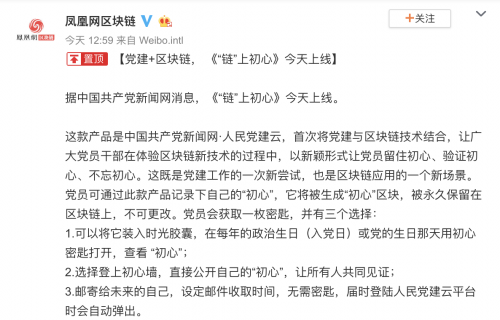 凤凰网区块链
+关注
凤凰网区块链
今天 12:59 来自 Weibo.intl
置顶 【党建+区块链，《“链”上初心》今天上线】
据中国共产党新闻网消息，《“链”上初心》今天上线。
这款产品是中国共产党新闻网·人民党建云，首次将党建与区块链技术结合，让广
大党员干部在体验区块链新技术的过程中，以新颖形式让党员留住初心、验证初
心、不忘初心。这既是党建工作的一次新尝试，也是区块链应用的一个新场景。
党员可通过此款产品记录下自己的“初心”，它将被生成“初心”区块，被永久保留在
区块链上，不可更改。党员会获取一枚密匙，并有三个选择：
1.可以将它装入时光胶囊，在每年的政治生日（入党日）或党的生日那天用初心
密匙打开，查看 “初心”；
2.选择登上初心墙，直接公开自己的“初心”，让所有人共同见证；
3.邮寄给未来的自己，设定邮件收取时间，无需密匙，届时登陆人民党建云平台
时会自动弹出。